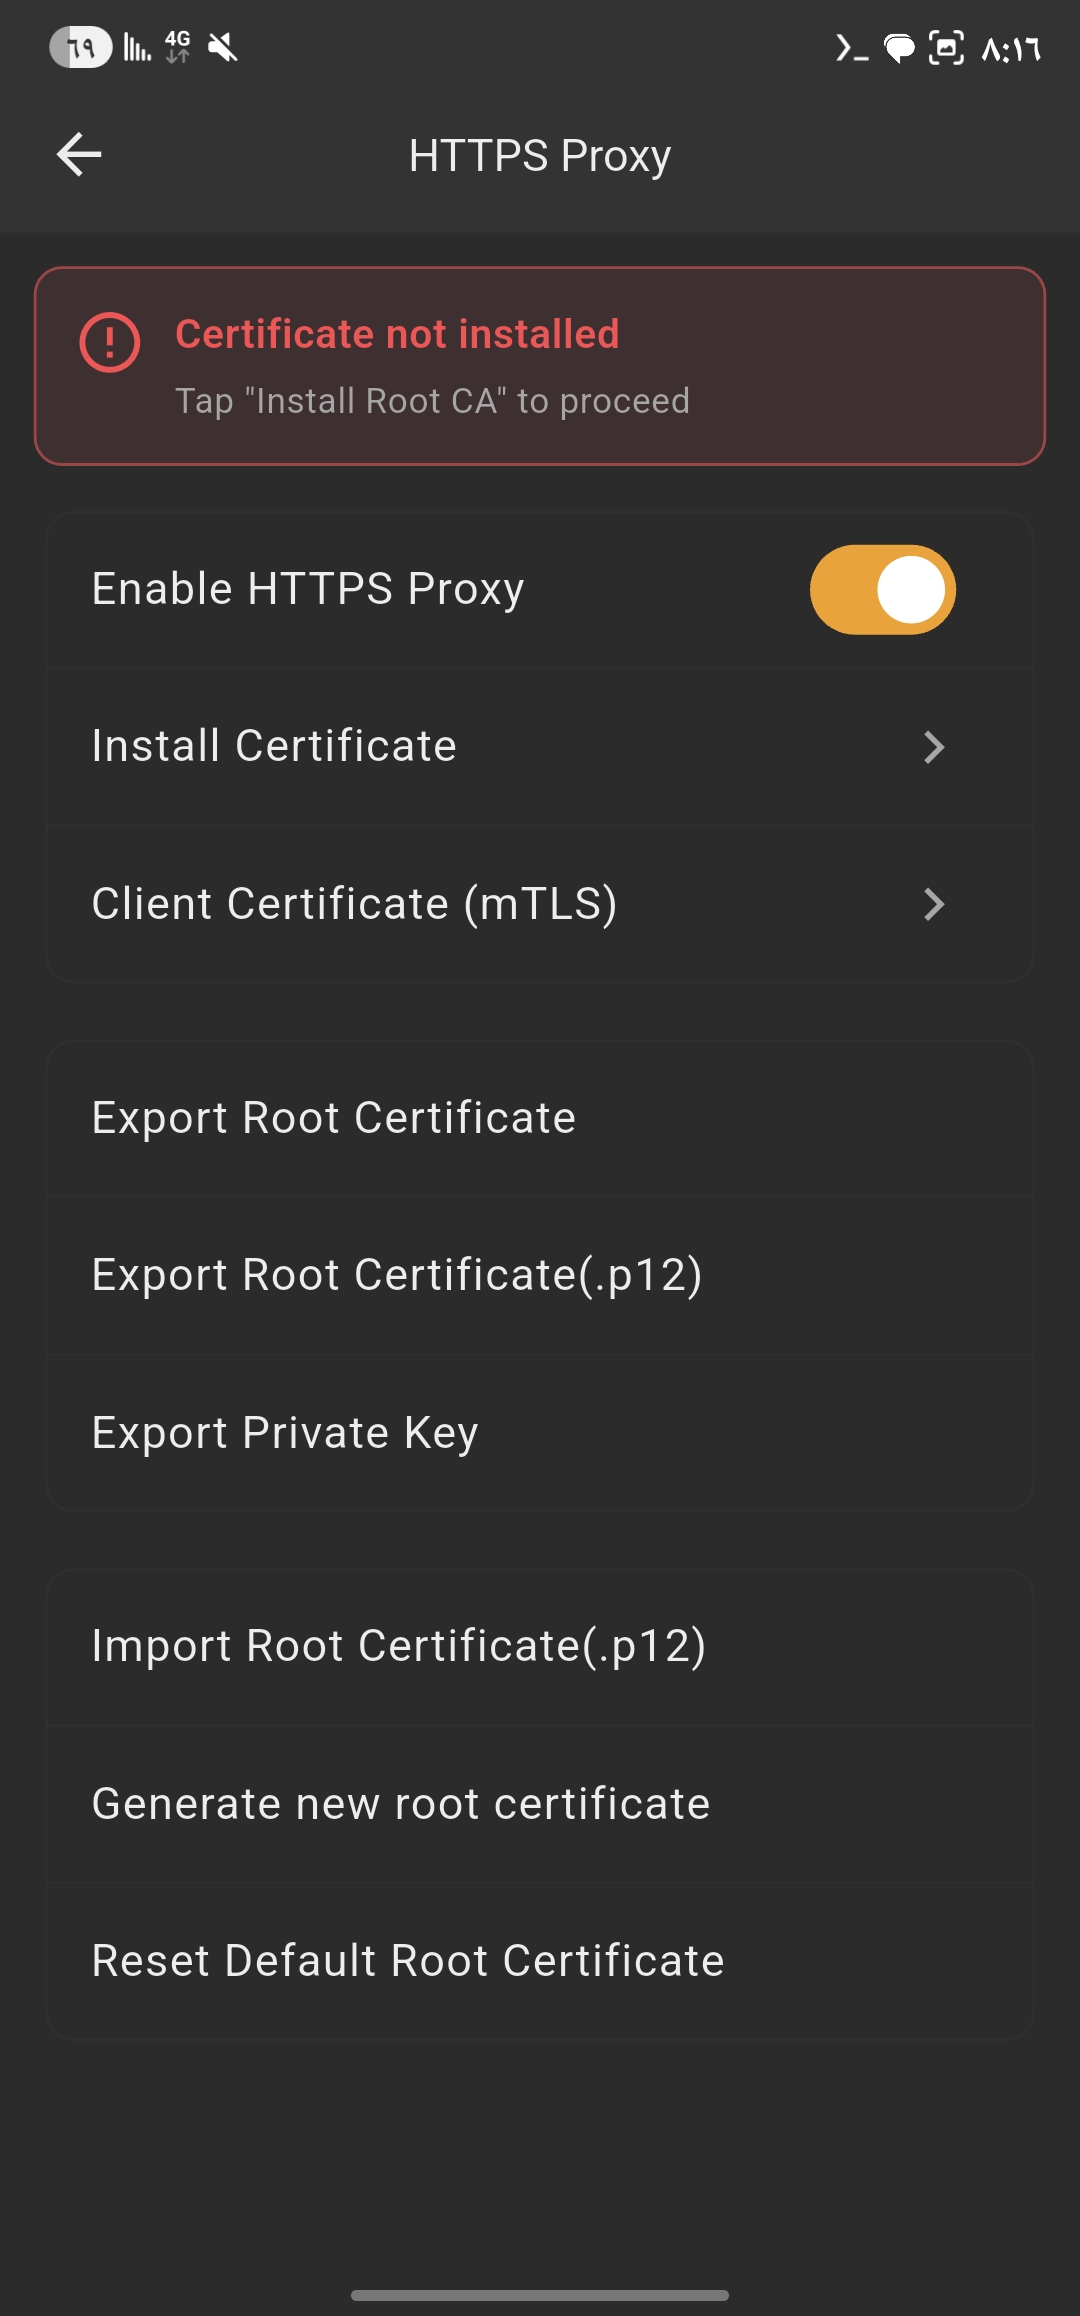 ٦٩
4G
٨:١٦
HTTPS Proxy
Certificate not installed
Tap "Install Root CA" to proceed
Enable HTTPS Proxy
Install Certificate
Client Certificate (mTLS)
Export Root Certificate
Export Root Certificate(.p12)
Export Private Key
Import Root Certificate(.p12)
Generate new root certificate
Reset Default Root Certificate